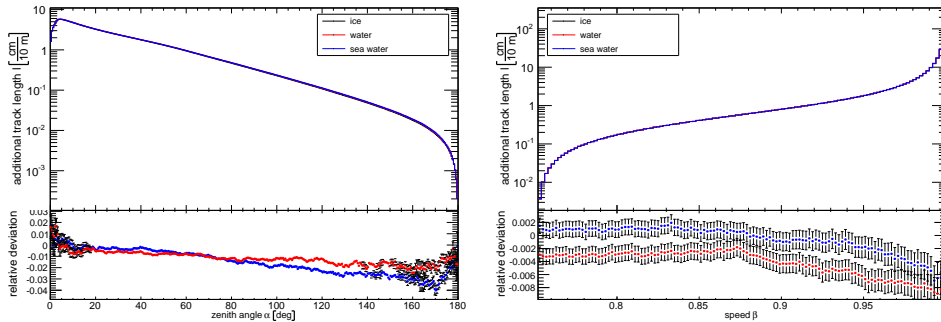 additional track length l [cm/10 m]
10
1
10^-1
10^-2
10^-3
ice
water
sea water
relative deviation
0.03
0.02
0.01
0
-0.01
-0.02
-0.03
-0.04
0 20 40 60 80 100 120 140 160 180
zenith angle α [deg]
additional track length l [cm/10 m]
10^2
10
1
10^-1
10^-2
ice
water
sea water
relative deviation
0.002
0.000
-0.002
-0.004
-0.006
-0.008
0.8 0.85 0.9 0.95
speed β